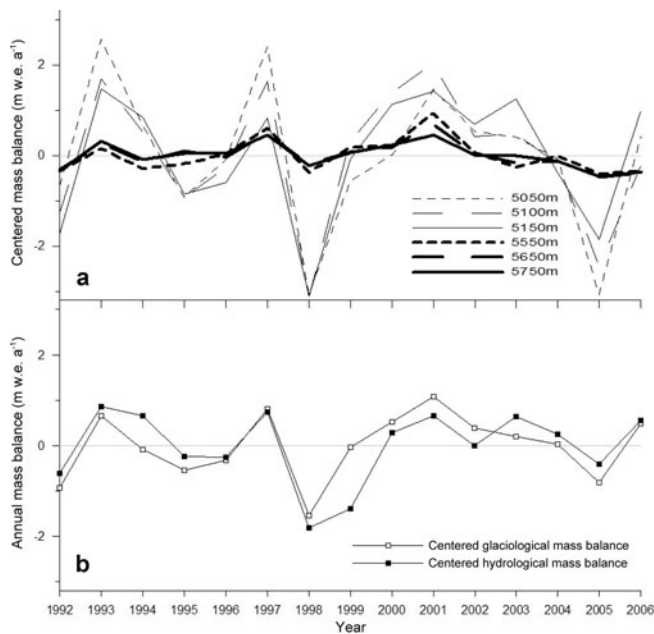 Centered mass balance (m w.e. a⁻¹)
2
0
-2
a
5050m
5100m
5150m
5550m
5650m
5750m
Annual mass balance (m w.e. a⁻¹)
2
0
-2
b
Centered glaciological mass balance
Centered hydrological mass balance
1992 1993 1994 1995 1996 1997 1998 1999 2000 2001 2002 2003 2004 2005 2006
Year